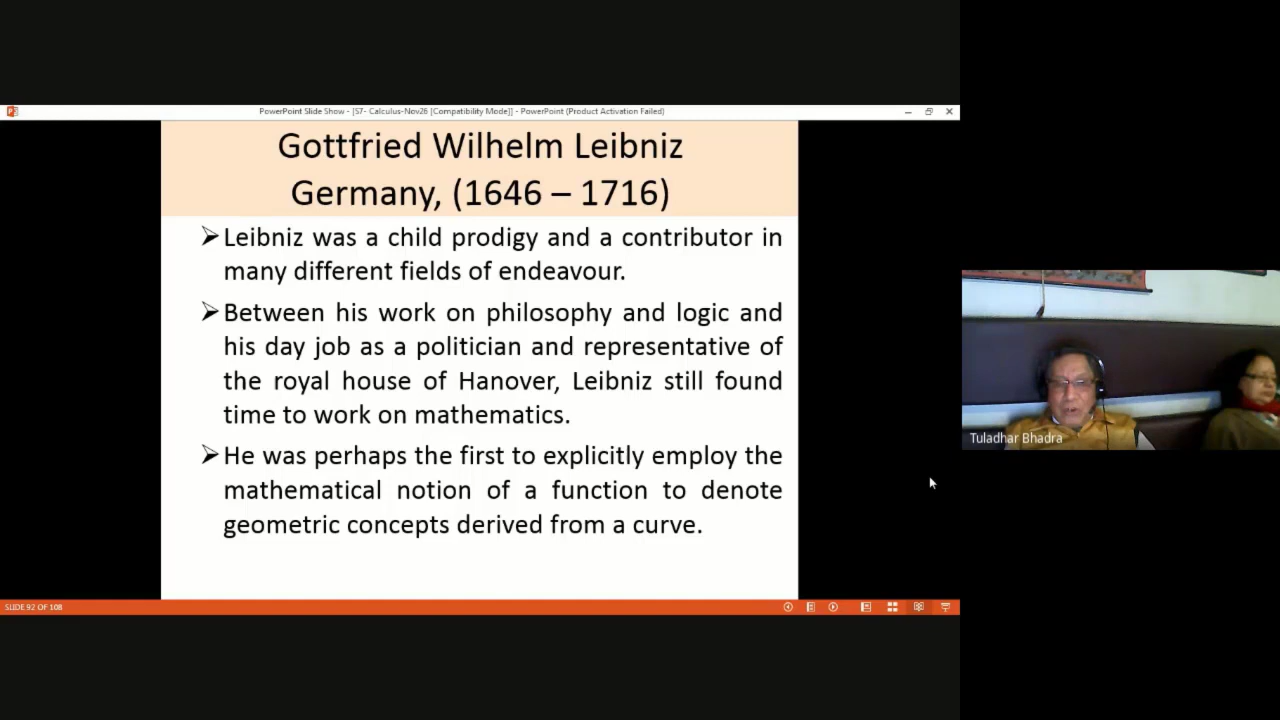 PowerPoint Slide Show - [S7- Calculus-Nov26 [Compatibility Mode]] - PowerPoint (Product Activation Failed)
Gottfried Wilhelm Leibniz
Germany, (1646 – 1716)
➢Leibniz was a child prodigy and a contributor in
many different fields of endeavour.
➢Between his work on philosophy and logic and
his day job as a politician and representative of
the royal house of Hanover, Leibniz still found
time to work on mathematics.
➢He was perhaps the first to explicitly employ the
mathematical notion of a function to denote
geometric concepts derived from a curve.
Tuladhar Bhadra
SLIDE 92 OF 108